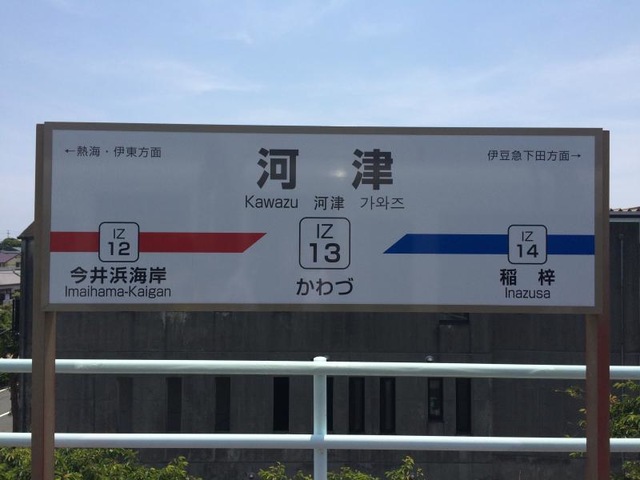 ←熱海・伊東方面
伊豆急下田方面→
河津
Kawazu 河津 가와즈
IZ
12
IZ
13
IZ
14
今井浜海岸
Imaihama-Kaigan
かわづ
稲梓
Inazusa